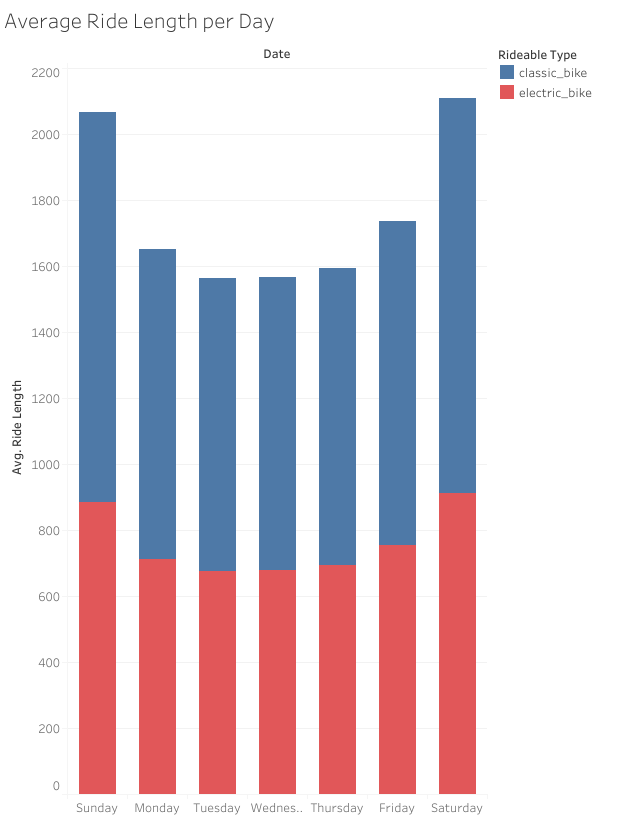 Average Ride Length per Day
Date
Rideable Type
classic_bike
electric_bike
Avg. Ride Length
2200
2000
1800
1600
1400
1200
1000
800
600
400
200
0
Sunday Monday Tuesday Wednes.. Thursday Friday Saturday